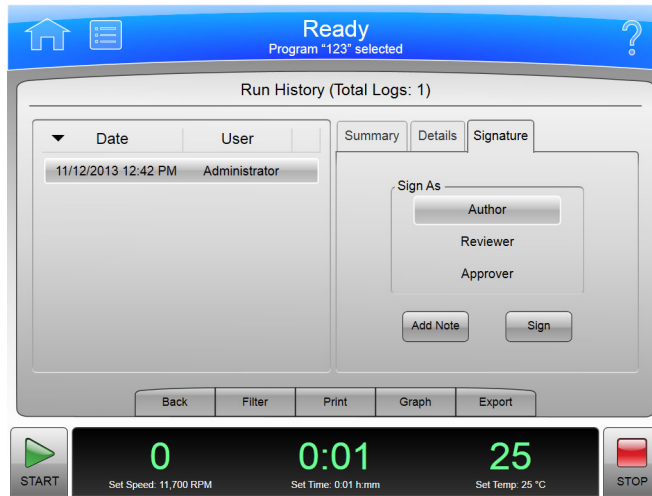 Ready
Program "123" selected
?
Run History (Total Logs: 1)
Date User
11/12/2013 12:42 PM Administrator
Summary Details Signature
Sign As
Author
Reviewer
Approver
Add Note Sign
Back Filter Print Graph Export
START
0 0:01 25
Set Speed: 11,700 RPM Set Time: 0:01 h:mm Set Temp: 25 °C
STOP